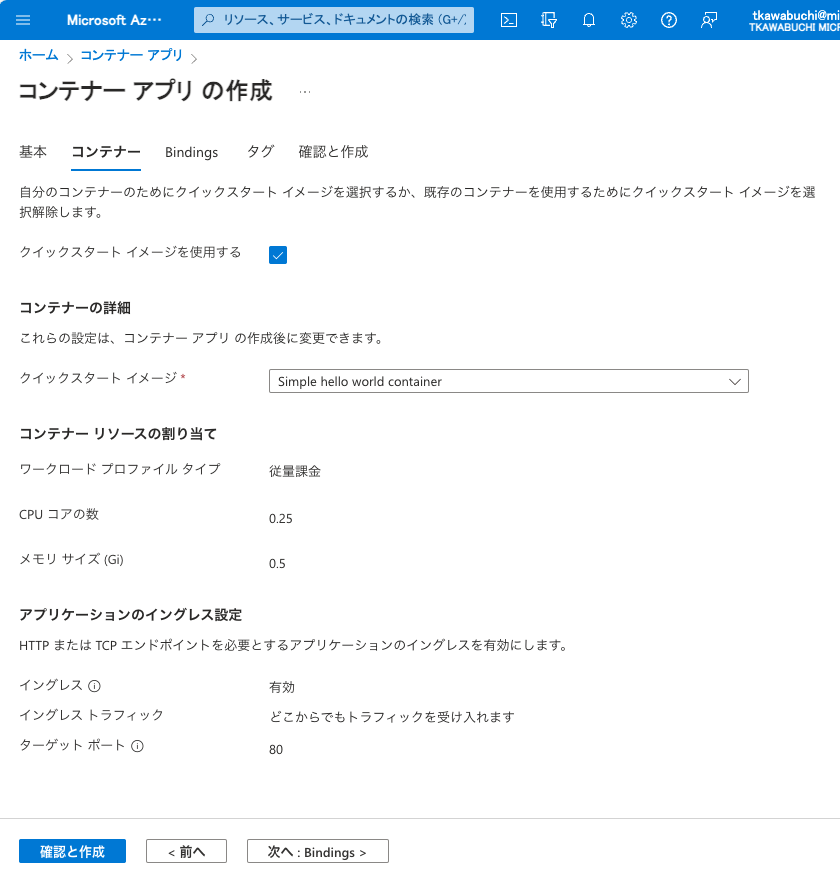 Microsoft Az···
リソース、サービス、ドキュメントの検索 (G+/)
tkawabuchi@mi
TKAWABUCHI MICR
ホーム > コンテナー アプリ >
コンテナー アプリ の作成 ...
基本 コンテナー Bindings タグ 確認と作成
自分のコンテナーのためにクイックスタート イメージを選択するか、既存のコンテナーを使用するためにクイックスタート イメージを選
択解除します。
クイックスタート イメージを使用する
コンテナーの詳細
これらの設定は、コンテナー アプリ の作成後に変更できます。
クイックスタート イメージ * Simple hello world container
コンテナー リソースの割り当て
ワークロード プロファイル タイプ 従量課金
CPU コアの数 0.25
メモリ サイズ (Gi) 0.5
アプリケーションのイングレス設定
HTTP または TCP エンドポイントを必要とするアプリケーションのイングレスを有効にします。
イングレス 有効
イングレス トラフィック どこからでもトラフィックを受け入れます
ターゲット ポート 80
確認と作成 < 前へ 次へ : Bindings >